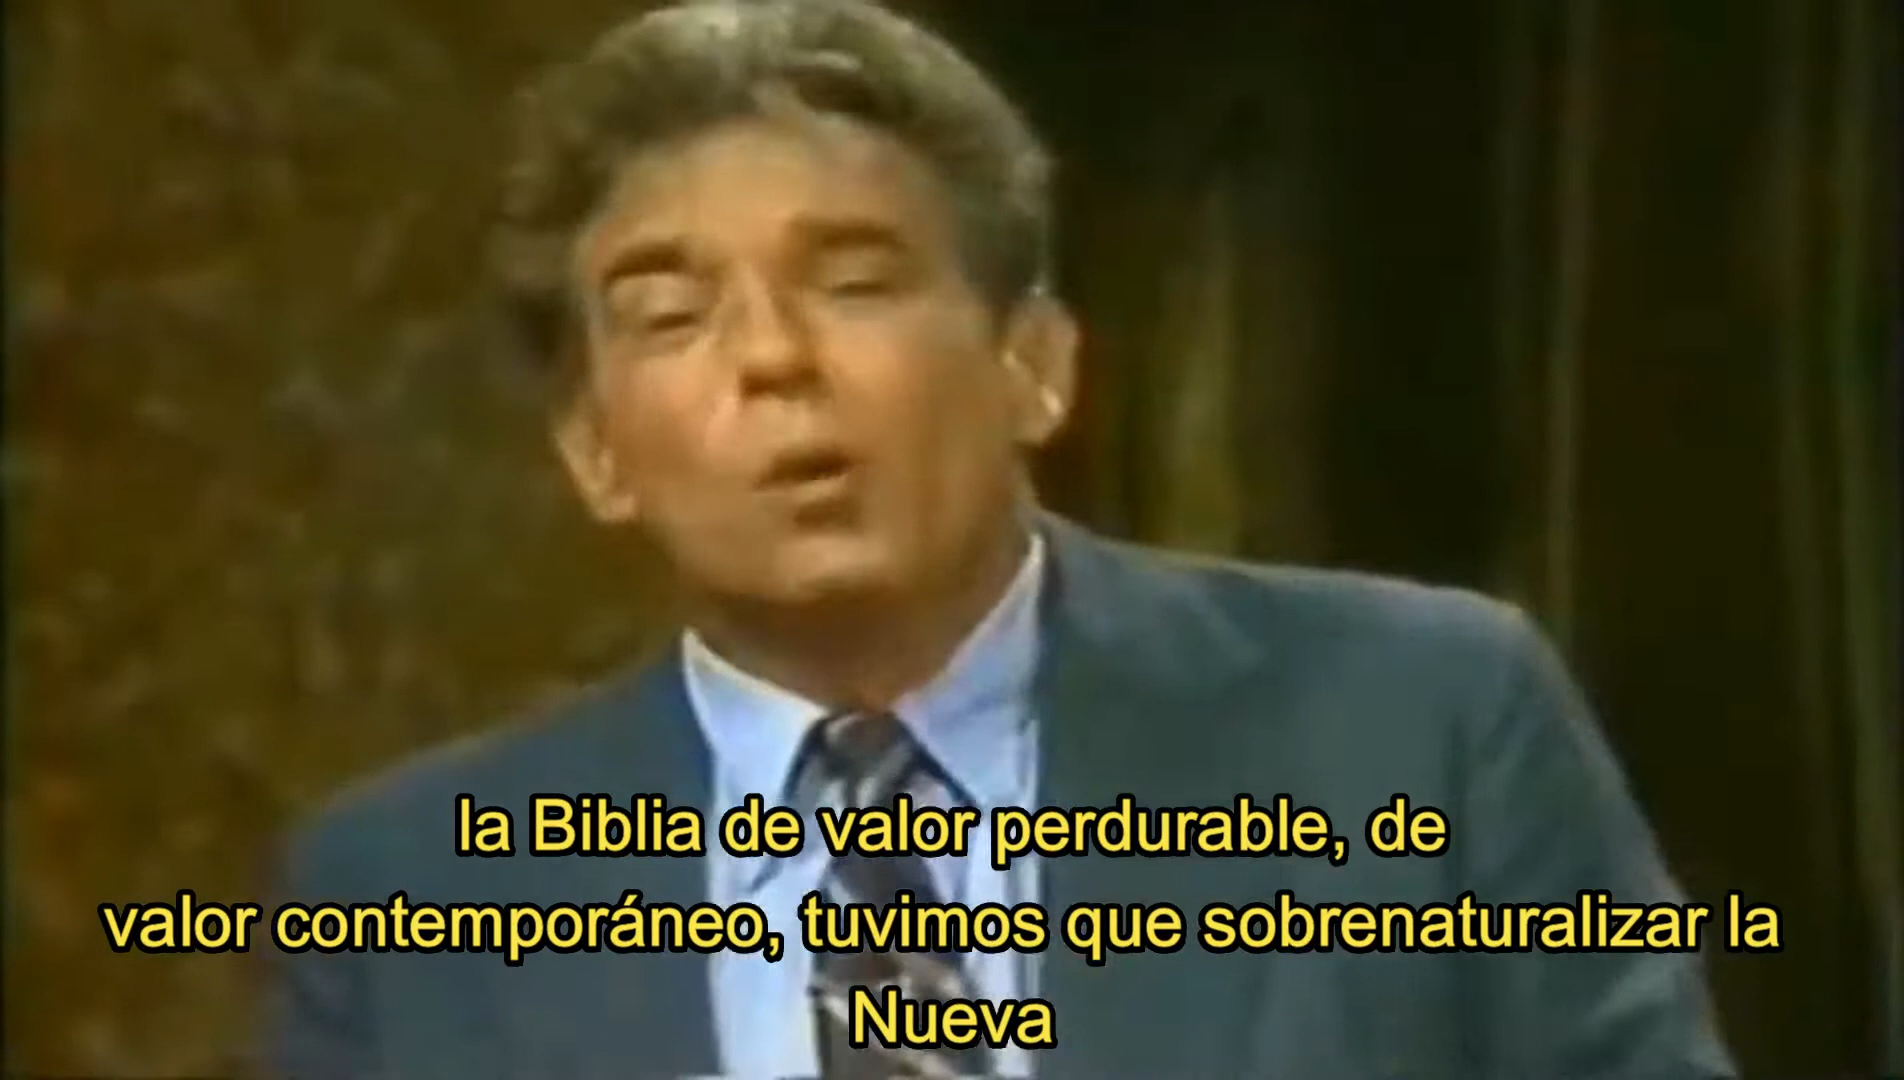 la Biblia de valor perdurable, de
valor contemporáneo, tuvimos que sobrenaturalizar la
Nueva